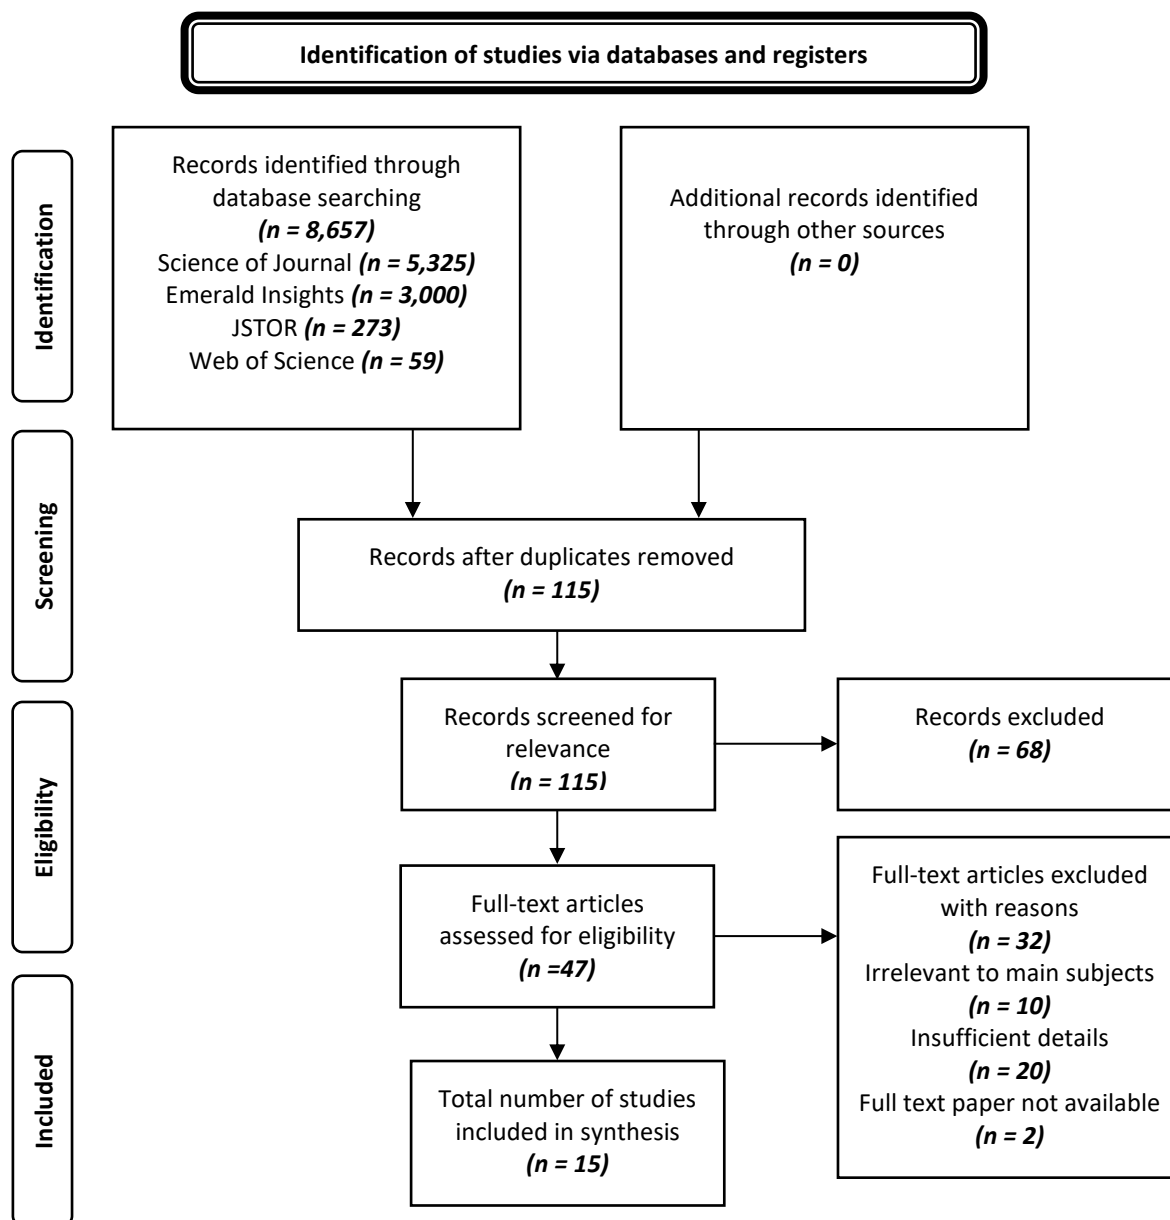 Identification of studies via databases and registers
Identification
Records identified through
database searching
(n = 8,657)
Science of Journal (n = 5,325)
Emerald Insights (n = 3,000)
JSTOR (n = 273)
Web of Science (n = 59)
Additional records identified
through other sources
(n = 0)
Screening
Records after duplicates removed
(n = 115)
Eligibility
Records screened for
relevance
(n = 115)
Records excluded
(n = 68)
Full-text articles
assessed for eligibility
(n =47)
Full-text articles excluded
with reasons
(n = 32)
Irrelevant to main subjects
(n = 10)
Insufficient details
(n = 20)
Full text paper not available
(n = 2)
Included
Total number of studies
included in synthesis
(n = 15)